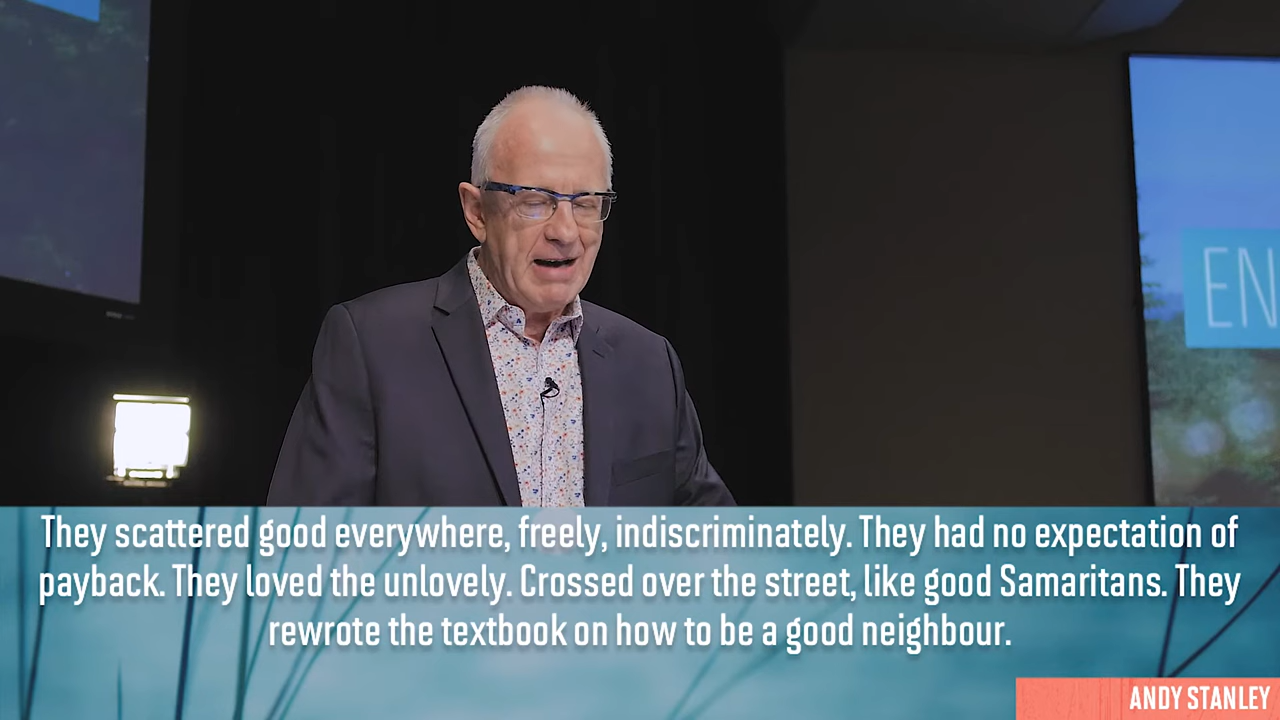 EN
They scattered good everywhere, freely, indiscriminately. They had no expectation of
payback. They loved the unlovely. Crossed over the street, like good Samaritans. They
rewrote the textbook on how to be a good neighbour.
ANDY STANLEY